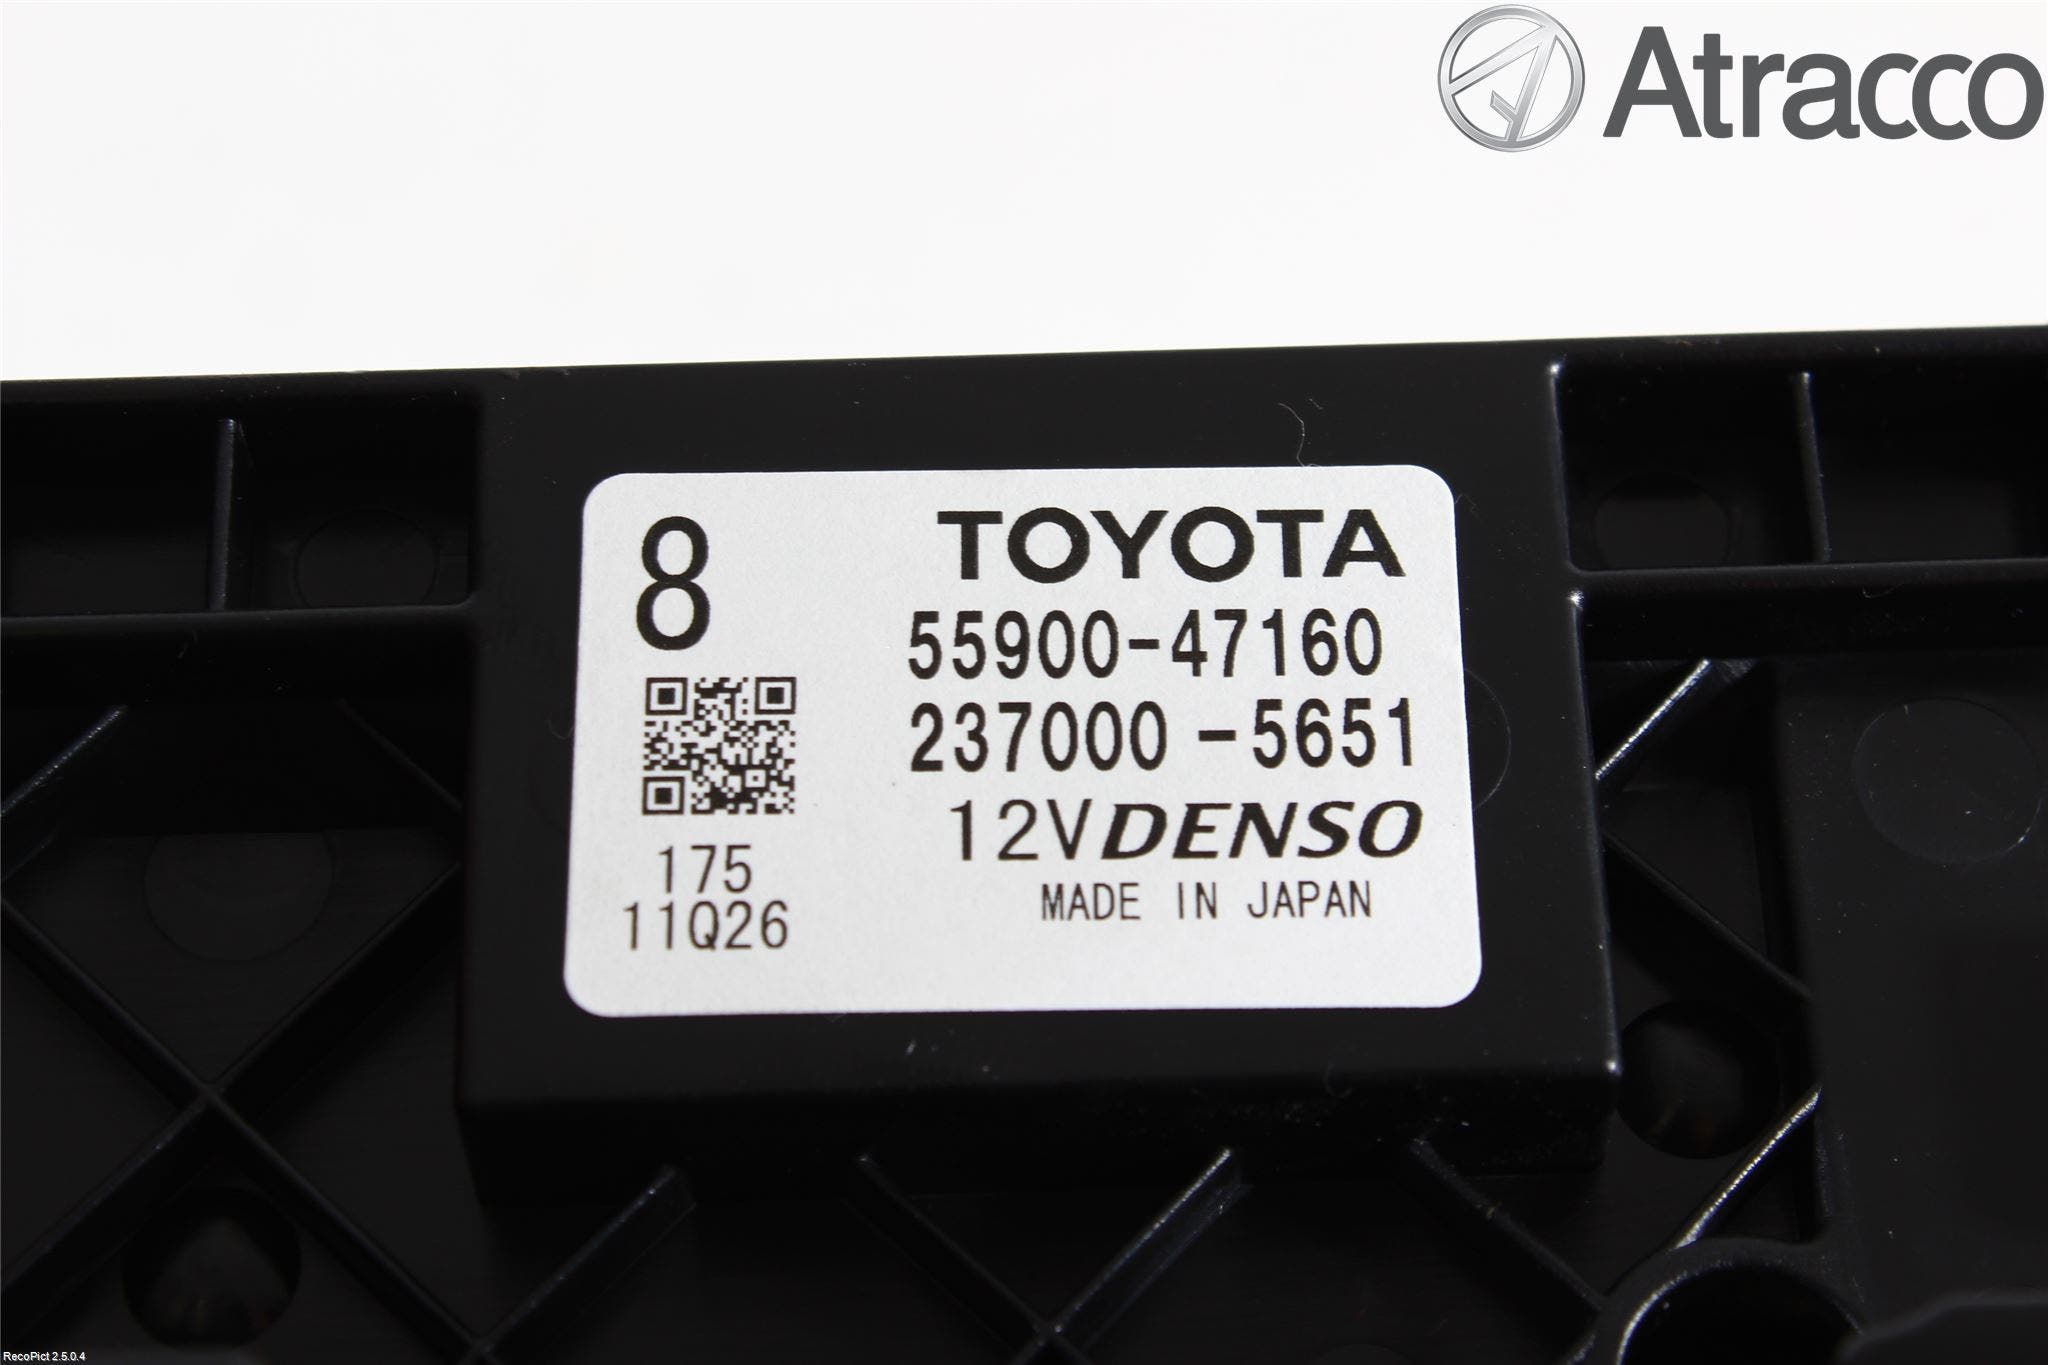 Atracco
8
TOYOTA
55900-47160
237000-5651
12V DENSO
MADE IN JAPAN
175
11Q26
RecoPict 2.5.0.4